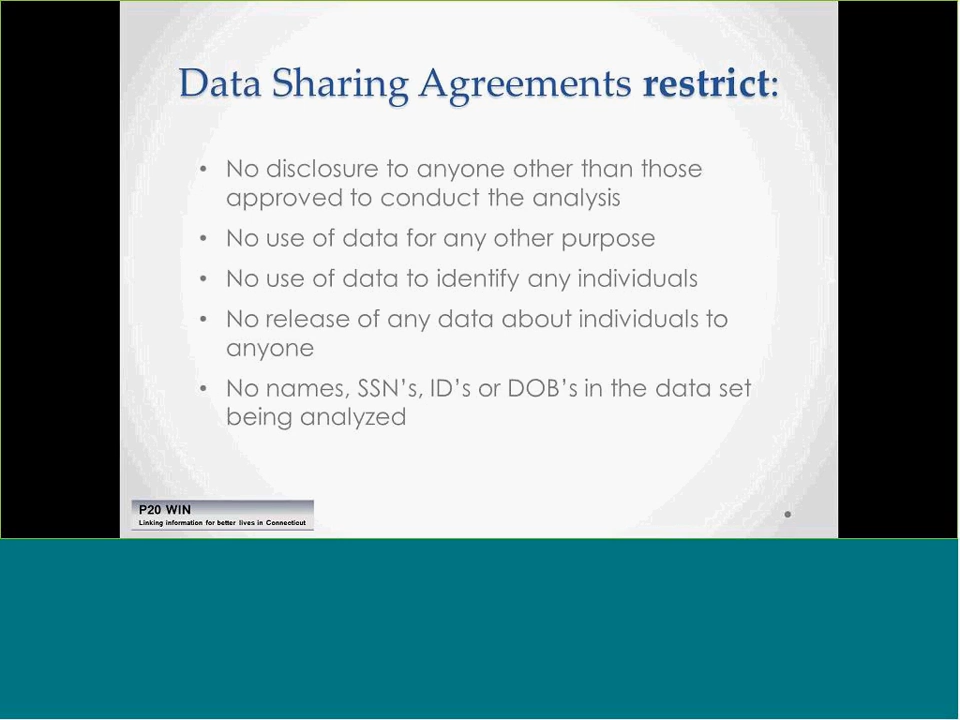 Data Sharing Agreements restrict:
• No disclosure to anyone other than those
approved to conduct the analysis
• No use of data for any other purpose
• No use of data to identify any individuals
• No release of any data about individuals to
anyone
• No names, SSN's, ID's or DOB's in the data set
being analyzed
P20 WIN
Linking information for better lives in Connecticut